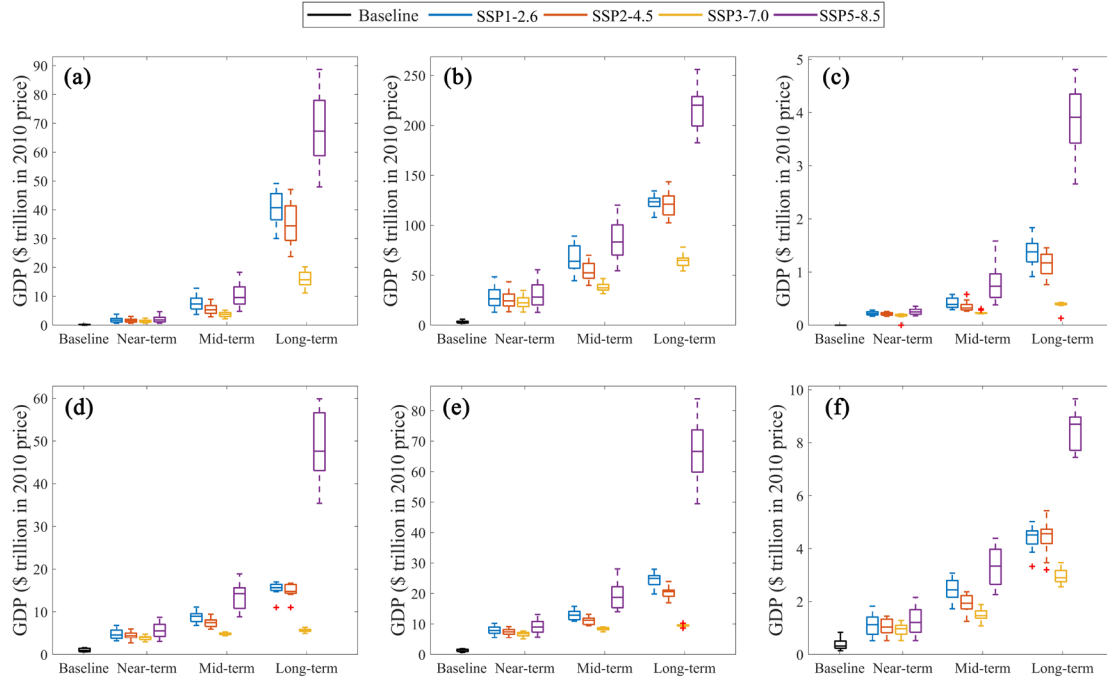 Baseline SSP1-2.6 SSP2-4.5 SSP3-7.0 SSP5-8.5
(a)
GDP ($ trillion in 2010 price)
90
80
70
60
50
40
30
20
10
0
Baseline Near-term Mid-term Long-term
(b)
GDP ($ trillion in 2010 price)
250
200
150
100
50
0
Baseline Near-term Mid-term Long-term
(c)
GDP ($ trillion in 2010 price)
5
4
3
2
1
0
Baseline Near-term Mid-term Long-term
(d)
GDP ($ trillion in 2010 price)
60
50
40
30
20
10
0
Baseline Near-term Mid-term Long-term
(e)
GDP ($ trillion in 2010 price)
80
70
60
50
40
30
20
10
0
Baseline Near-term Mid-term Long-term
(f)
GDP ($ trillion in 2010 price)
10
8
6
4
2
0
Baseline Near-term Mid-term Long-term